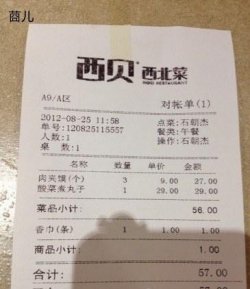 茴儿
西贝 西北菜
A9/A区 对帐单(1)
2012-08-25 11:58 点菜:石朝杰
单号:120825115557 餐类:午餐
人数:1 操作:石朝杰
桌 数:1
名称 数量 单价 金额
肉夹馍(个) 3 9.00 27.00
酸菜煮丸子 1 29.00 29.00
菜品小计: 56.00
香巾(条) 1 1.00 1.00
商品小计: 1.00
合计: 57.00